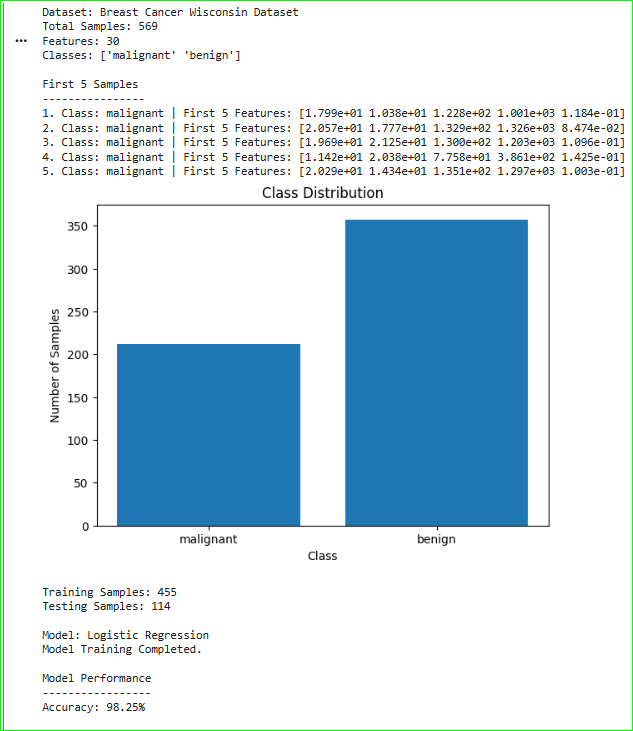 Dataset: Breast Cancer Wisconsin Dataset
Total Samples: 569
Features: 30
Classes: ['malignant' 'benign']
First 5 Samples
----------------
1. Class: malignant | First 5 Features: [1.799e+01 1.038e+01 1.228e+02 1.001e+03 1.184e-01]
2. Class: malignant | First 5 Features: [2.057e+01 1.777e+01 1.329e+02 1.326e+03 8.474e-02]
3. Class: malignant | First 5 Features: [1.969e+01 2.125e+01 1.300e+02 1.203e+03 1.096e-01]
4. Class: malignant | First 5 Features: [1.142e+01 2.038e+01 7.758e+01 3.861e+02 1.425e-01]
5. Class: malignant | First 5 Features: [2.029e+01 1.434e+01 1.351e+02 1.297e+03 1.003e-01]
Class Distribution
350
300
250
200
150
100
50
0
Number of Samples
malignant benign
Class
Training Samples: 455
Testing Samples: 114
Model: Logistic Regression
Model Training Completed.
Model Performance
-----------------
Accuracy: 98.25%